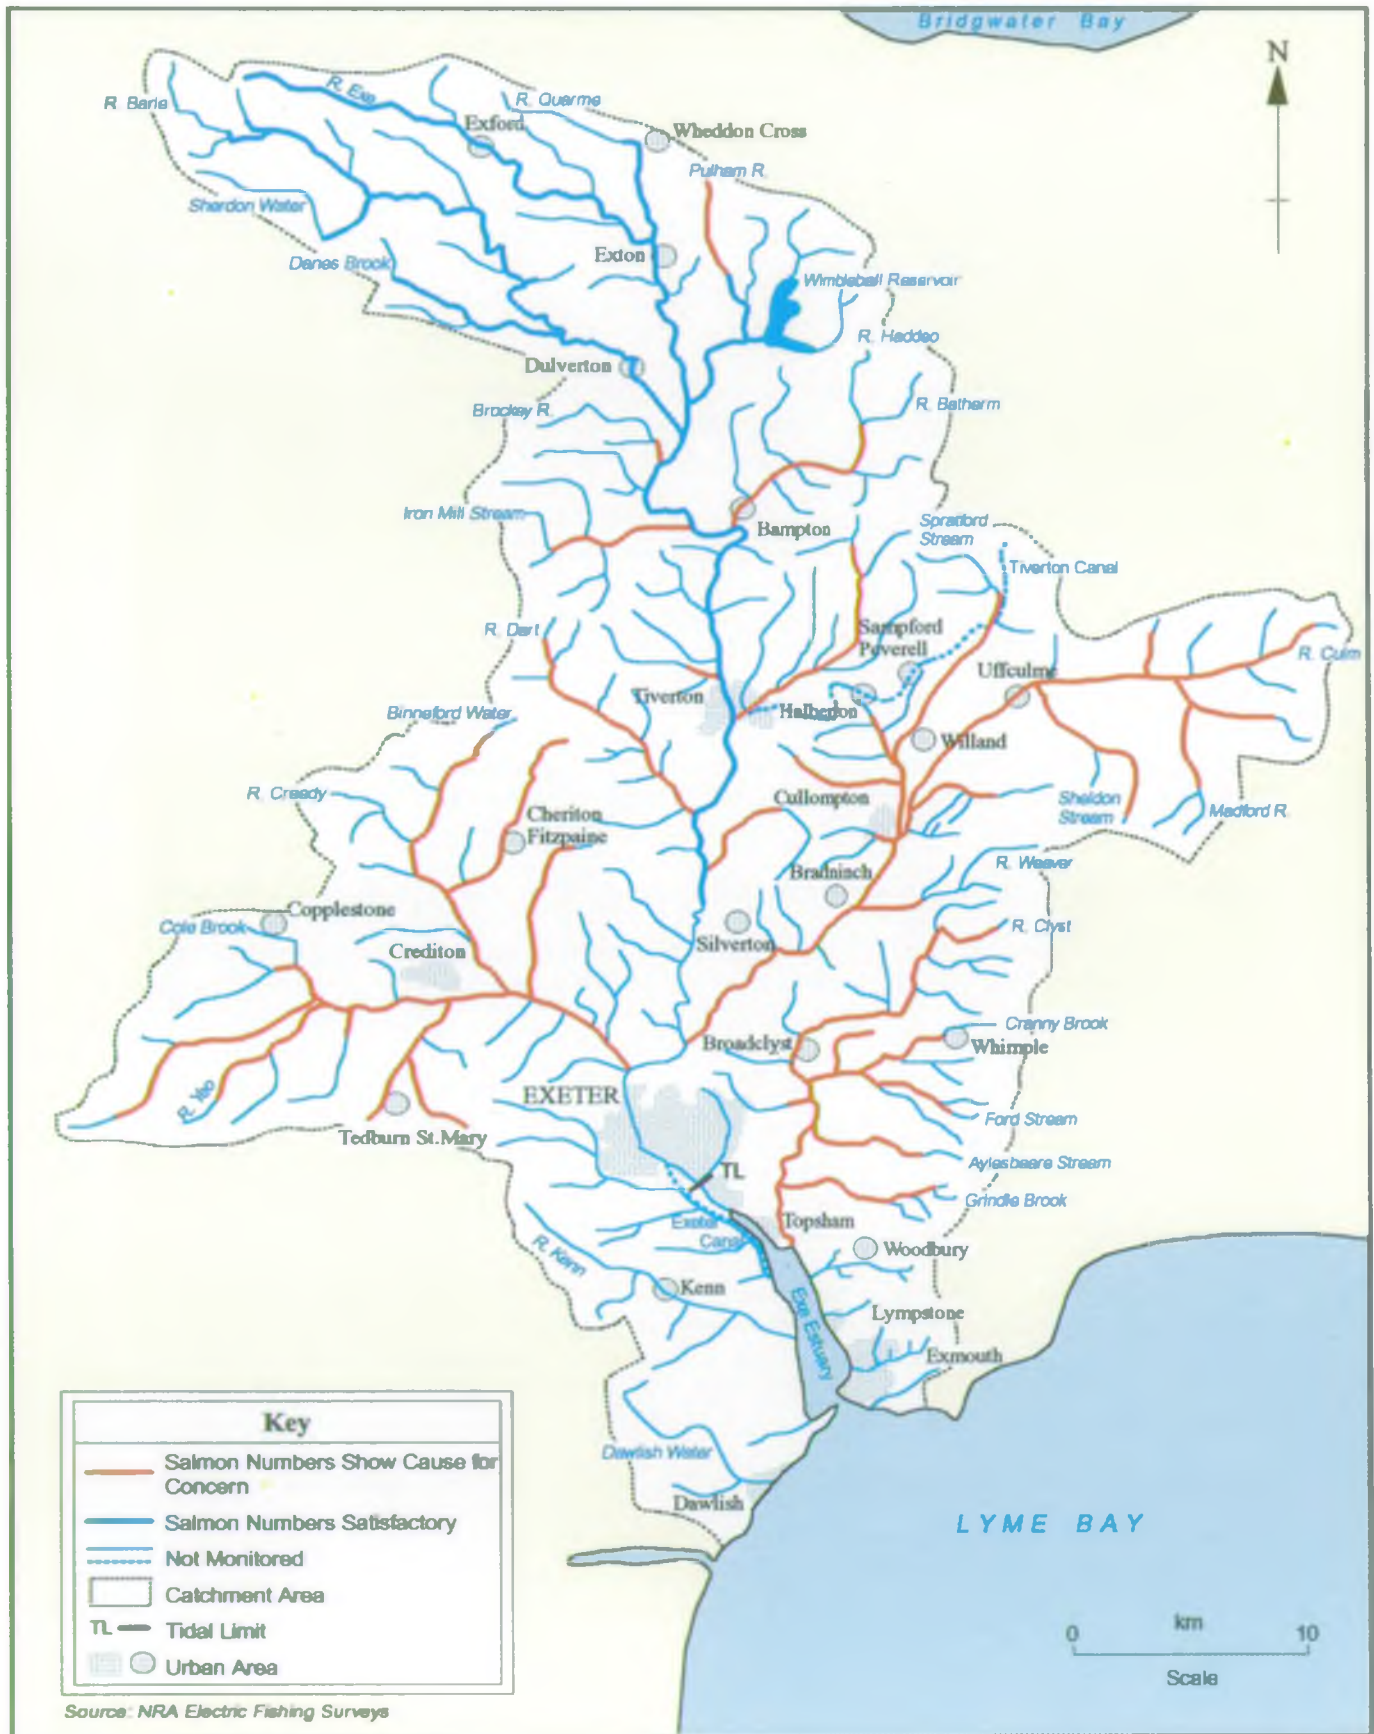 Bridgwater Bay
N
R. Exe
R. Barle
R. Quarme
Exford
Wheddon Cross
Pulham R.
Sherdon Water
Exton
Danes Brook
Wimbleball Reservoir
R. Haddeo
Dulverton
Brockey R.
R. Batherm
Iron Mill Stream
Bampton
Spratford
Stream
Tiverton Canal
R. Dart
Sampford
Peverell
Uffculme
R. Culm
Tiverton
Halberton
Binneford Water
Willand
R. Creedy
Cullompton
Sheldon
Stream
Madford R.
Cheriton
Fitzpaine
R. Weaver
Bradninch
Copplestone
Cole Brook
R. Clyst
Crediton
Silverton
Cranny Brook
Broadclyst
Whimple
R. Yeo
EXETER
Ford Stream
Tedburn St.Mary
Aylesbeare Stream
TL
Grindle Brook
Exeter
Canal
Topsham
R. Kenn
Woodbury
Kenn
Exe Estuary
Lympstone
Exmouth
Dawlish Water
Dawlish
LYME BAY
Key
Salmon Numbers Show Cause for
Concern
Salmon Numbers Satisfactory
Not Monitored
Catchment Area
TL Tidal Limit
Urban Area
km
0 10
Scale
Source: NRA Electric Fishing Surveys